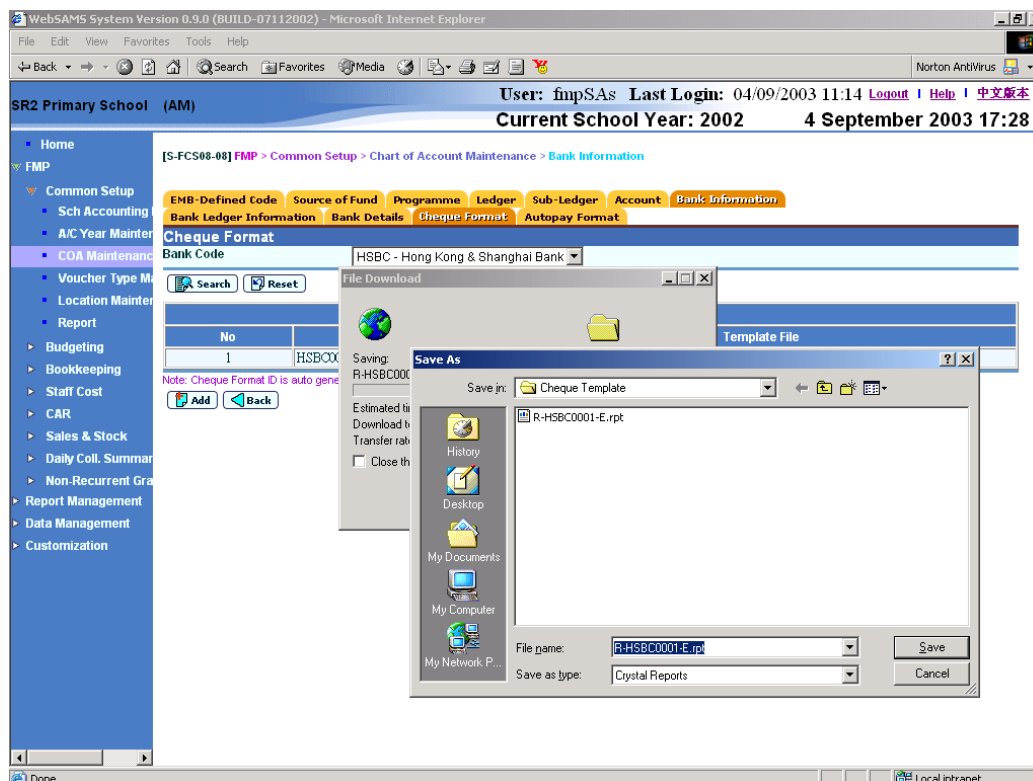 WebSAMS System Version 0.9.0 (BUILD-07112002) - Microsoft Internet Explorer
File Edit View Favorites Tools Help
Back Search Favorites Media Norton AntiVirus
SR2 Primary School (AM)
User: fmpSAs Last Login: 04/09/2003 11:14 Logout | Help | 中文版本
Current School Year: 2002 4 September 2003 17:28
Home
FMP
Common Setup
Sch Accounting
A/C Year Mainter
COA Maintenanc
Voucher Type Ma
Location Mainter
Report
Budgeting
Bookkeeping
Staff Cost
CAR
Sales & Stock
Daily Coll. Summar
Non-Recurrent Gra
Report Management
Data Management
Customization
[S-FCS08-08] FMP > Common Setup > Chart of Account Maintenance > Bank Information
EMB-Defined Code Source of Fund Programme Ledger Sub-Ledger Account Bank Information
Bank Ledger Information Bank Details Cheque Format Autopay Format
Cheque Format
Bank Code HSBC - Hong Kong & Shanghai Bank
Search Reset
No Template File
1 HSBC00
Note: Cheque Format ID is auto gene
Add Back
File Download
Saving:
R-HSBC000
Estimated ti
Download t
Transfer rat
Close th
Save As
Save in: Cheque Template
R-HSBC0001-E.rpt
History
Desktop
My Documents
My Computer
My Network P...
File name: R-HSBC0001-E.rpt Save
Save as type: Crystal Reports Cancel
Done Local intranet